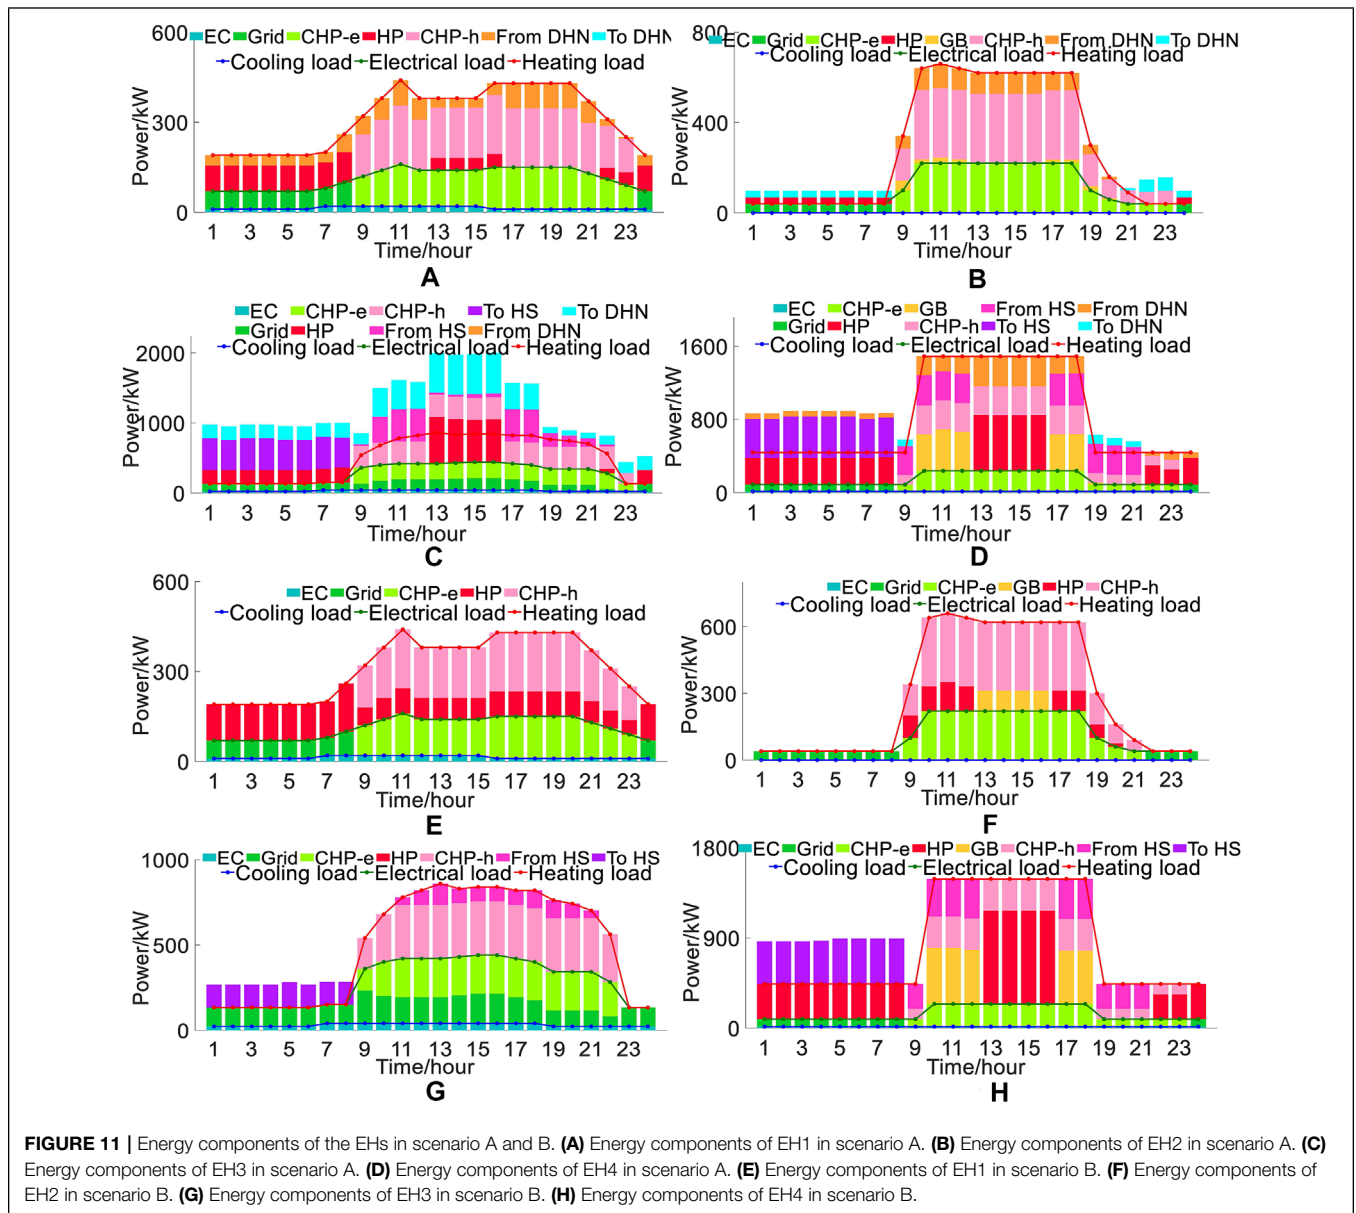 600
EC Grid CHP-e HP CHP-h From DHN To DHN
Cooling load Electrical load Heating load
300
0
Power/kW
1 3 5 7 9 11 13 15 17 19 21 23
Time/hour
A
800
EC Grid CHP-e HP GB CHP-h From DHN To DHN
Cooling load Electrical load Heating load
400
0
Power/kW
1 3 5 7 9 11 13 15 17 19 21 23
Time/hour
B
EC CHP-e CHP-h To HS To DHN
Grid HP From HS From DHN
Cooling load Electrical load Heating load
2000
1000
0
Power/kW
1 3 5 7 9 11 13 15 17 19 21 23
Time/hour
C
EC CHP-e GB From HS From DHN
Grid HP CHP-h To HS To DHN
Cooling load Electrical load Heating load
1600
800
0
Power/kW
1 3 5 7 9 11 13 15 17 19 21 23
Time/hour
D
600
EC Grid CHP-e HP CHP-h
Cooling load Electrical load Heating load
300
0
Power/kW
1 3 5 7 9 11 13 15 17 19 21 23
Time/hour
E
EC Grid CHP-e GB HP CHP-h
Cooling load Electrical load Heating load
600
300
0
Power/kW
1 3 5 7 9 11 13 15 17 19 21 23
Time/hour
F
1000
EC Grid CHP-e HP CHP-h From HS To HS
Cooling load Electrical load Heating load
500
0
Power/kW
1 3 5 7 9 11 13 15 17 19 21 23
Time/hour
G
1800
EC Grid CHP-e HP GB CHP-h From HS To HS
Cooling load Electrical load Heating load
900
0
Power/kW
1 3 5 7 9 11 13 15 17 19 21 23
Time/hour
H
FIGURE 11 | Energy components of the EHs in scenario A and B. (A) Energy components of EH1 in scenario A. (B) Energy components of EH2 in scenario A. (C)
Energy components of EH3 in scenario A. (D) Energy components of EH4 in scenario A. (E) Energy components of EH1 in scenario B. (F) Energy components of
EH2 in scenario B. (G) Energy components of EH3 in scenario B. (H) Energy components of EH4 in scenario B.